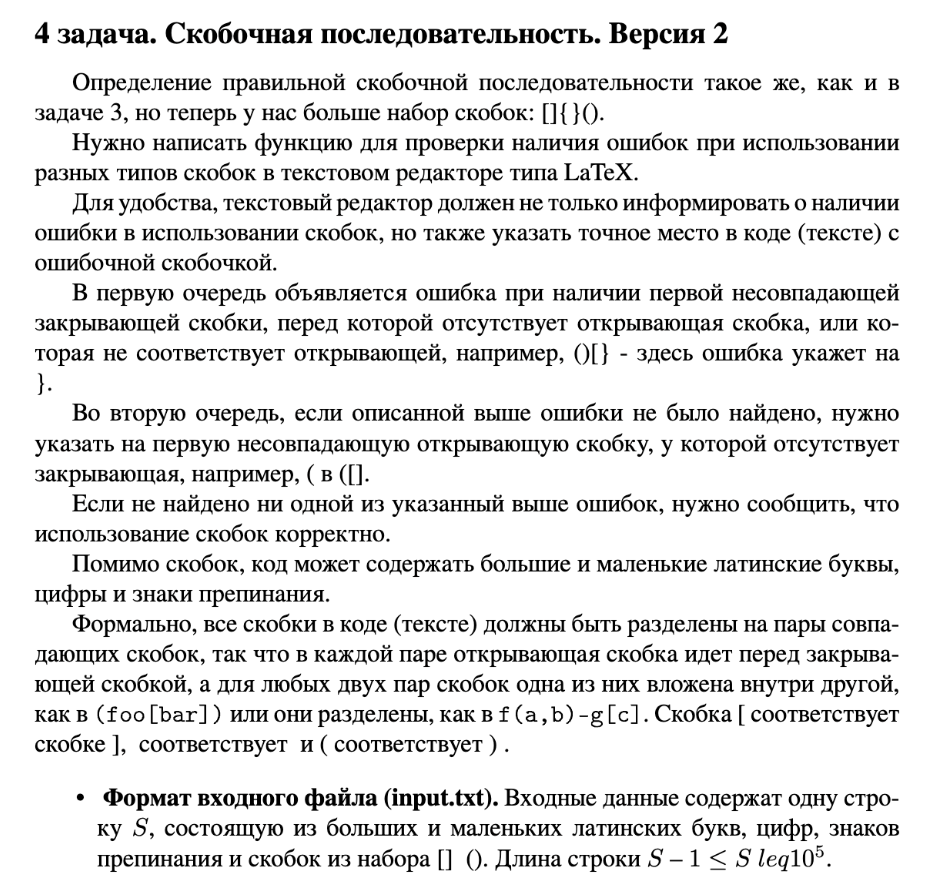 4 задача. Скобочная последовательность. Версия 2
Определение правильной скобочной последовательности такое же, как и в
задаче 3, но теперь у нас больше набор скобок: []{}().
Нужно написать функцию для проверки наличия ошибок при использовании
разных типов скобок в текстовом редакторе типа LaTeX.
Для удобства, текстовый редактор должен не только информировать о наличии
ошибки в использовании скобок, но также указать точное место в коде (тексте) с
ошибочной скобочкой.
В первую очередь объявляется ошибка при наличии первой несовпадающей
закрывающей скобки, перед которой отсутствует открывающая скобка, или ко-
торая не соответствует открывающей, например, ()[} - здесь ошибка укажет на
}.
Во вторую очередь, если описанной выше ошибки не было найдено, нужно
указать на первую несовпадающую открывающую скобку, у которой отсутствует
закрывающая, например, ( в ([].
Если не найдено ни одной из указанный выше ошибок, нужно сообщить, что
использование скобок корректно.
Помимо скобок, код может содержать большие и маленькие латинские буквы,
цифры и знаки препинания.
Формально, все скобки в коде (тексте) должны быть разделены на пары совпа-
дающих скобок, так что в каждой паре открывающая скобка идет перед закрыва-
ющей скобкой, а для любых двух пар скобок одна из них вложена внутри другой,
как в (foo[bar]) или они разделены, как в f(a,b)-g[c]. Скобка [ соответствует
скобке ], соответствует и ( соответствует ) .
• Формат входного файла (input.txt). Входные данные содержат одну стро-
ку S, состоящую из больших и маленьких латинских букв, цифр, знаков
препинания и скобок из набора [] (). Длина строки S − 1 ≤ S leq10⁵.